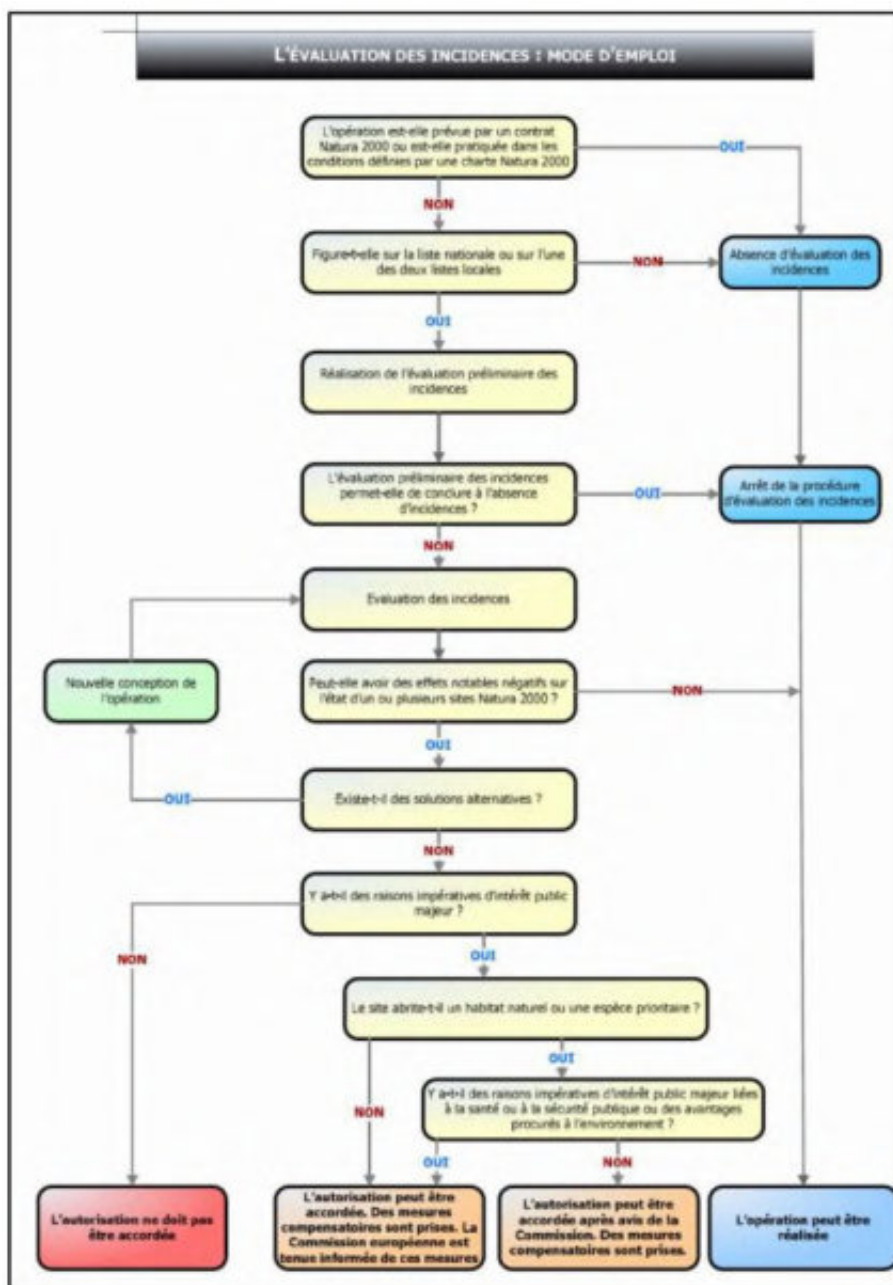 L'ÉVALUATION DES INCIDENCES : MODE D'EMPLOI
L'opération est-elle prévue par un contrat
Natura 2000 ou est-elle pratiquée dans les
conditions définies par une charte Natura 2000
OUI
NON
Figure-t-elle sur la liste nationale ou sur l'une
des deux listes locales
NON
Absence d'évaluation des
incidences
OUI
Réalisation de l'évaluation préliminaire des
incidences
L'évaluation préliminaire des incidences
permet-elle de conclure à l'absence
d'incidences ?
OUI
Arrêt de la procédure
d'évaluation des incidences
NON
Evaluation des incidences
Nouvelle conception de
l'opération
Peut-elle avoir des effets notables négatifs sur
l'état d'un ou plusieurs sites Natura 2000 ?
NON
OUI
OUI
Existe-t-il des solutions alternatives ?
NON
Y a-t-il des raisons impératives d'intérêt public
majeur ?
NON
OUI
Le site abrite-t-il un habitat naturel ou une espèce prioritaire ?
OUI
NON
Y a-t-il des raisons impératives d'intérêt public majeur liées
à la santé ou à la sécurité publique ou des avantages
procurés à l'environnement ?
OUI
NON
L'autorisation ne doit pas
être accordée
L'autorisation peut être
accordée. Des mesures
compensatoires sont prises. La
Commission européenne est
tenue informée de ces mesures
L'autorisation peut être
accordée après avis de la
Commission. Des mesures
compensatoires sont prises.
L'opération peut être
réalisée